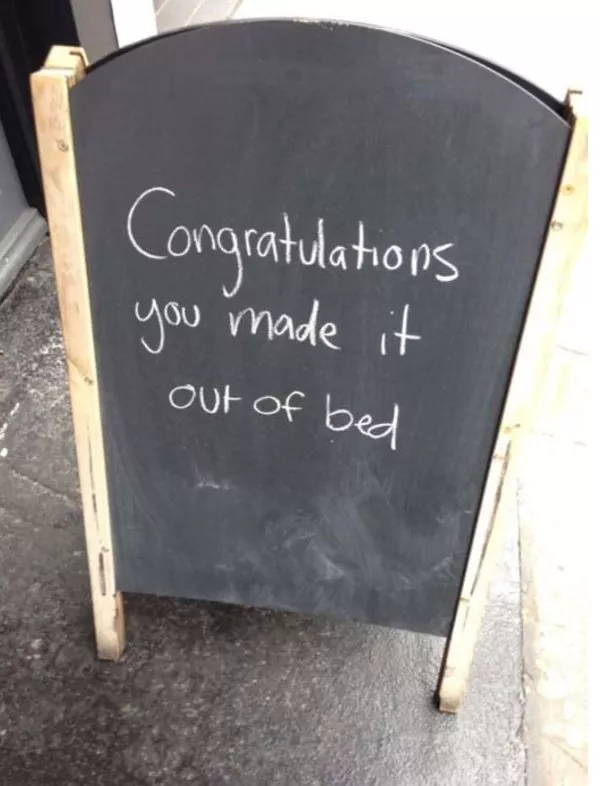 Congratulations
you made it
out of bed